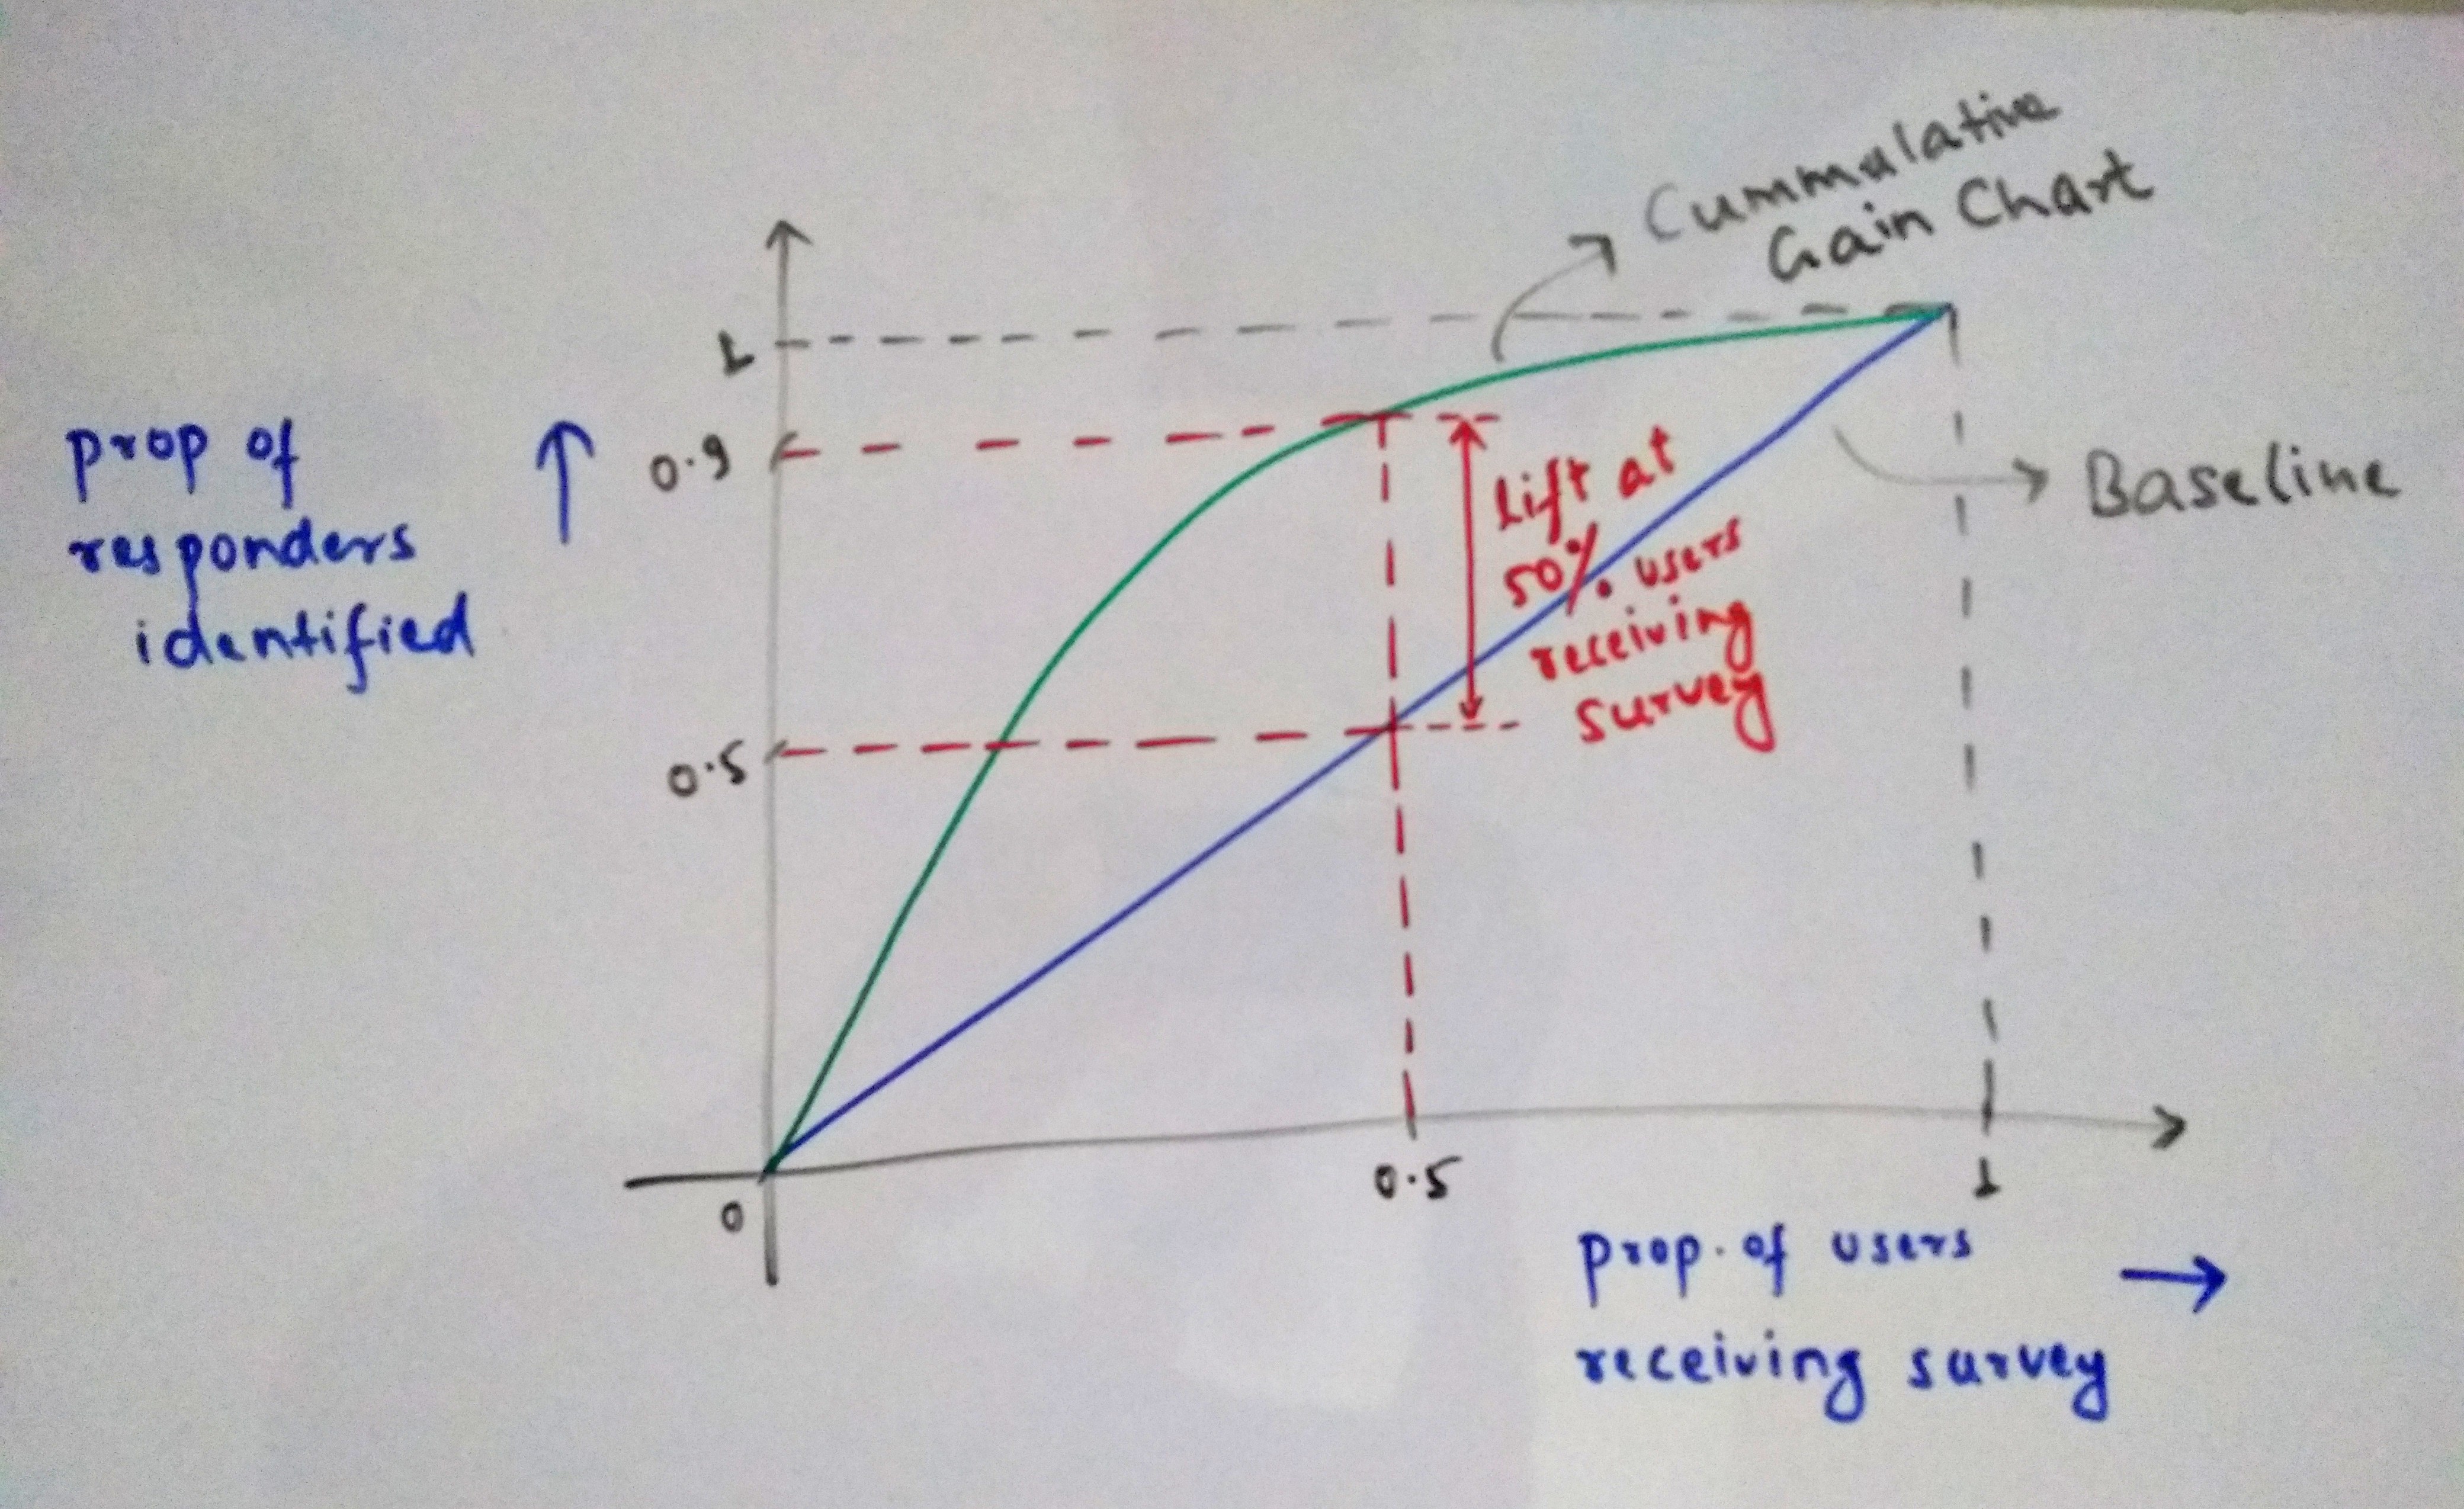 Cummulative
Gain Chart
1
prop of
responders
identified
0.9
0.5
Lift at
50% users
receiving
survey
Baseline
0
0.5
1
prop. of users
receiving survey